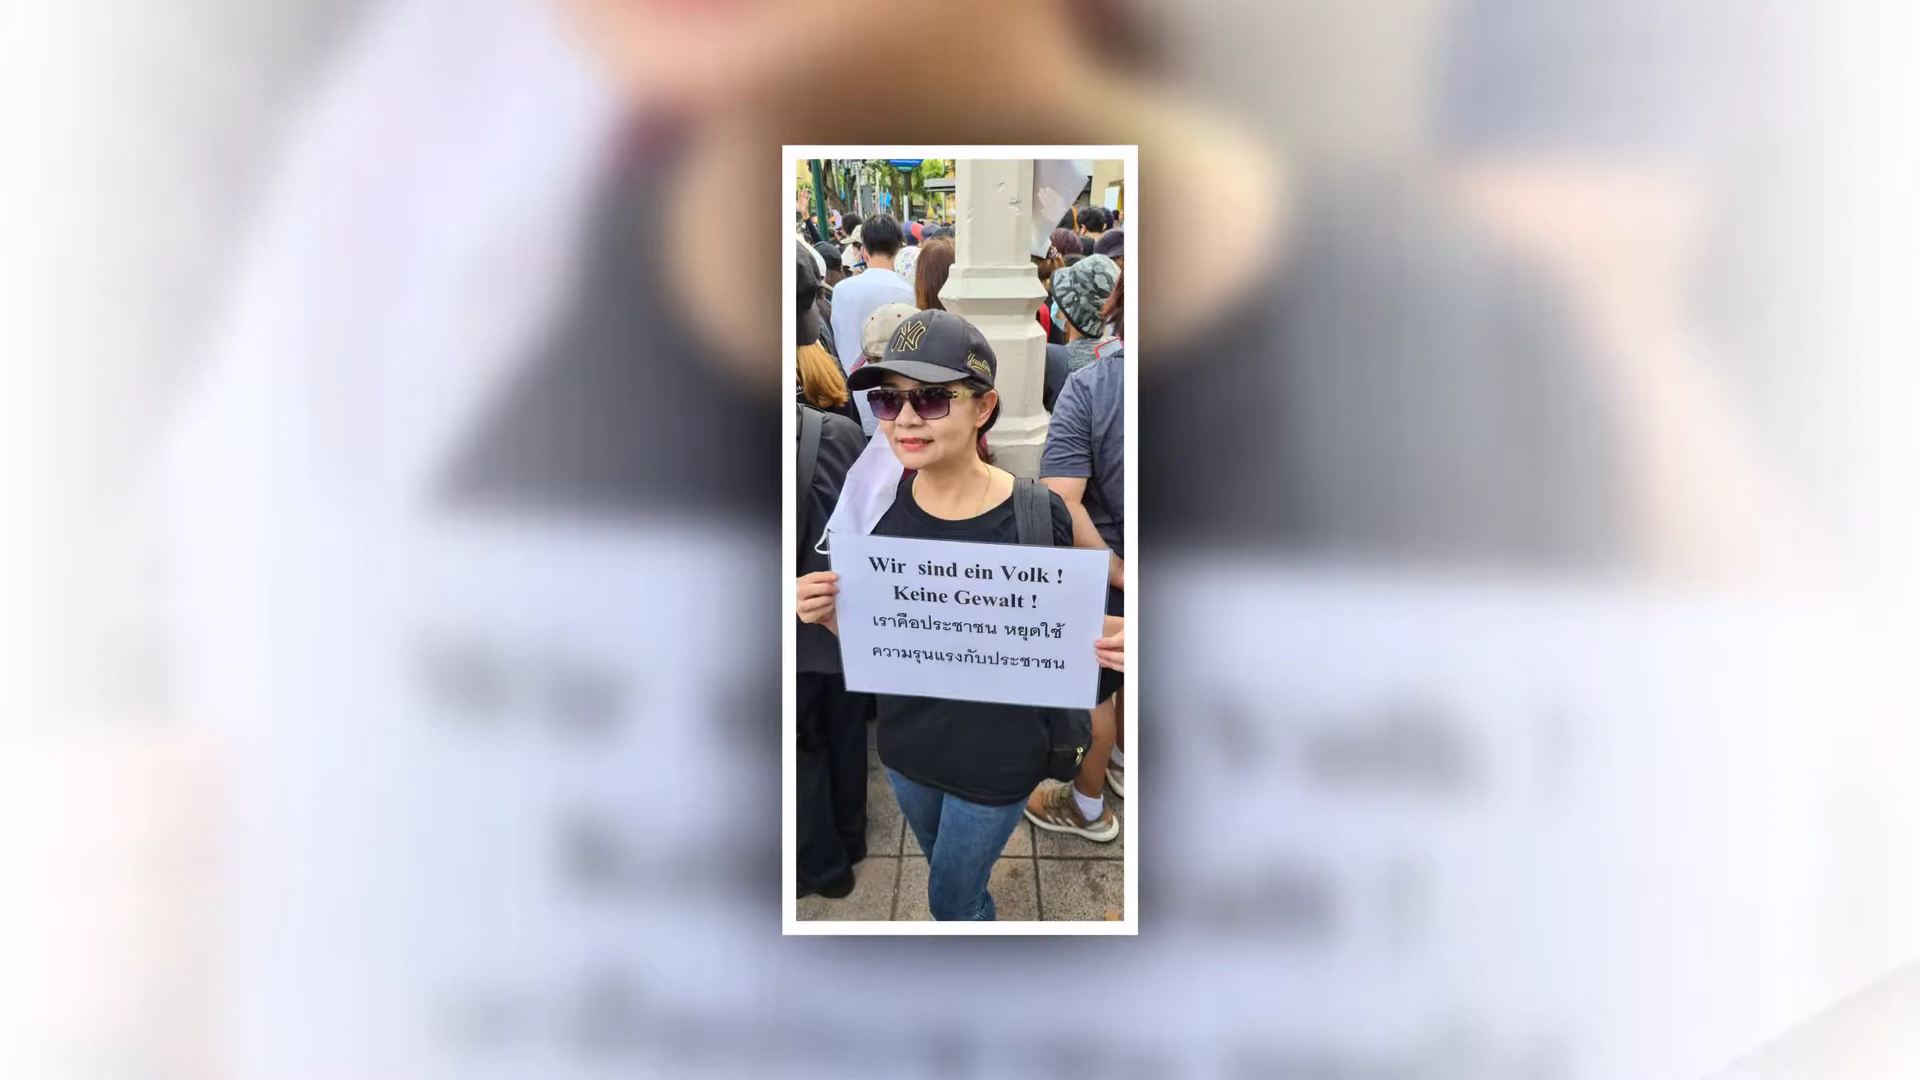 NY
Wir sind ein Volk !
Keine Gewalt !
เราคือประชาชน หยุดใช้
ความรุนแรงกับประชาชน